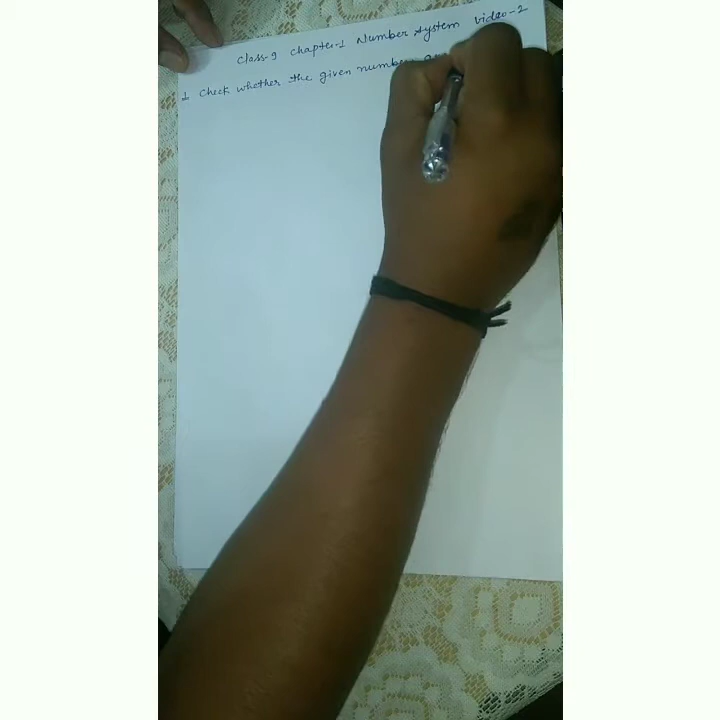 Class-9 Chapter-1 Number System video-2
1 Check whether the given number